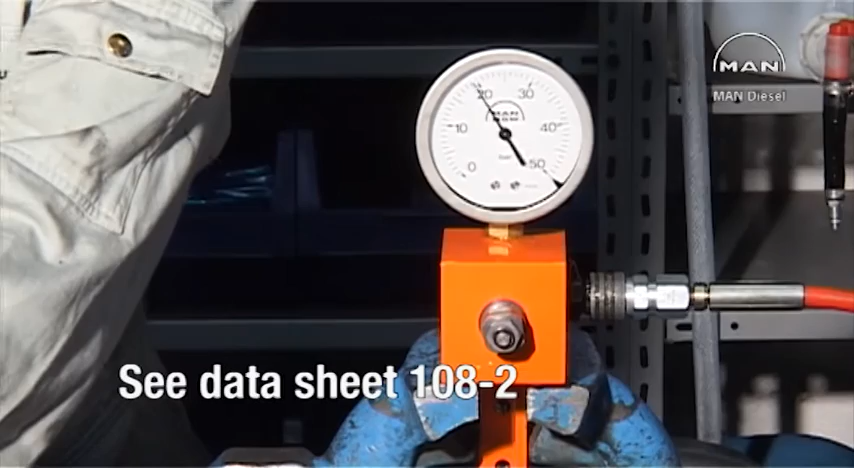 MAN
MAN Diesel
20
30
MAN
B&W
10
40
bar
0
50
See data sheet 108-2